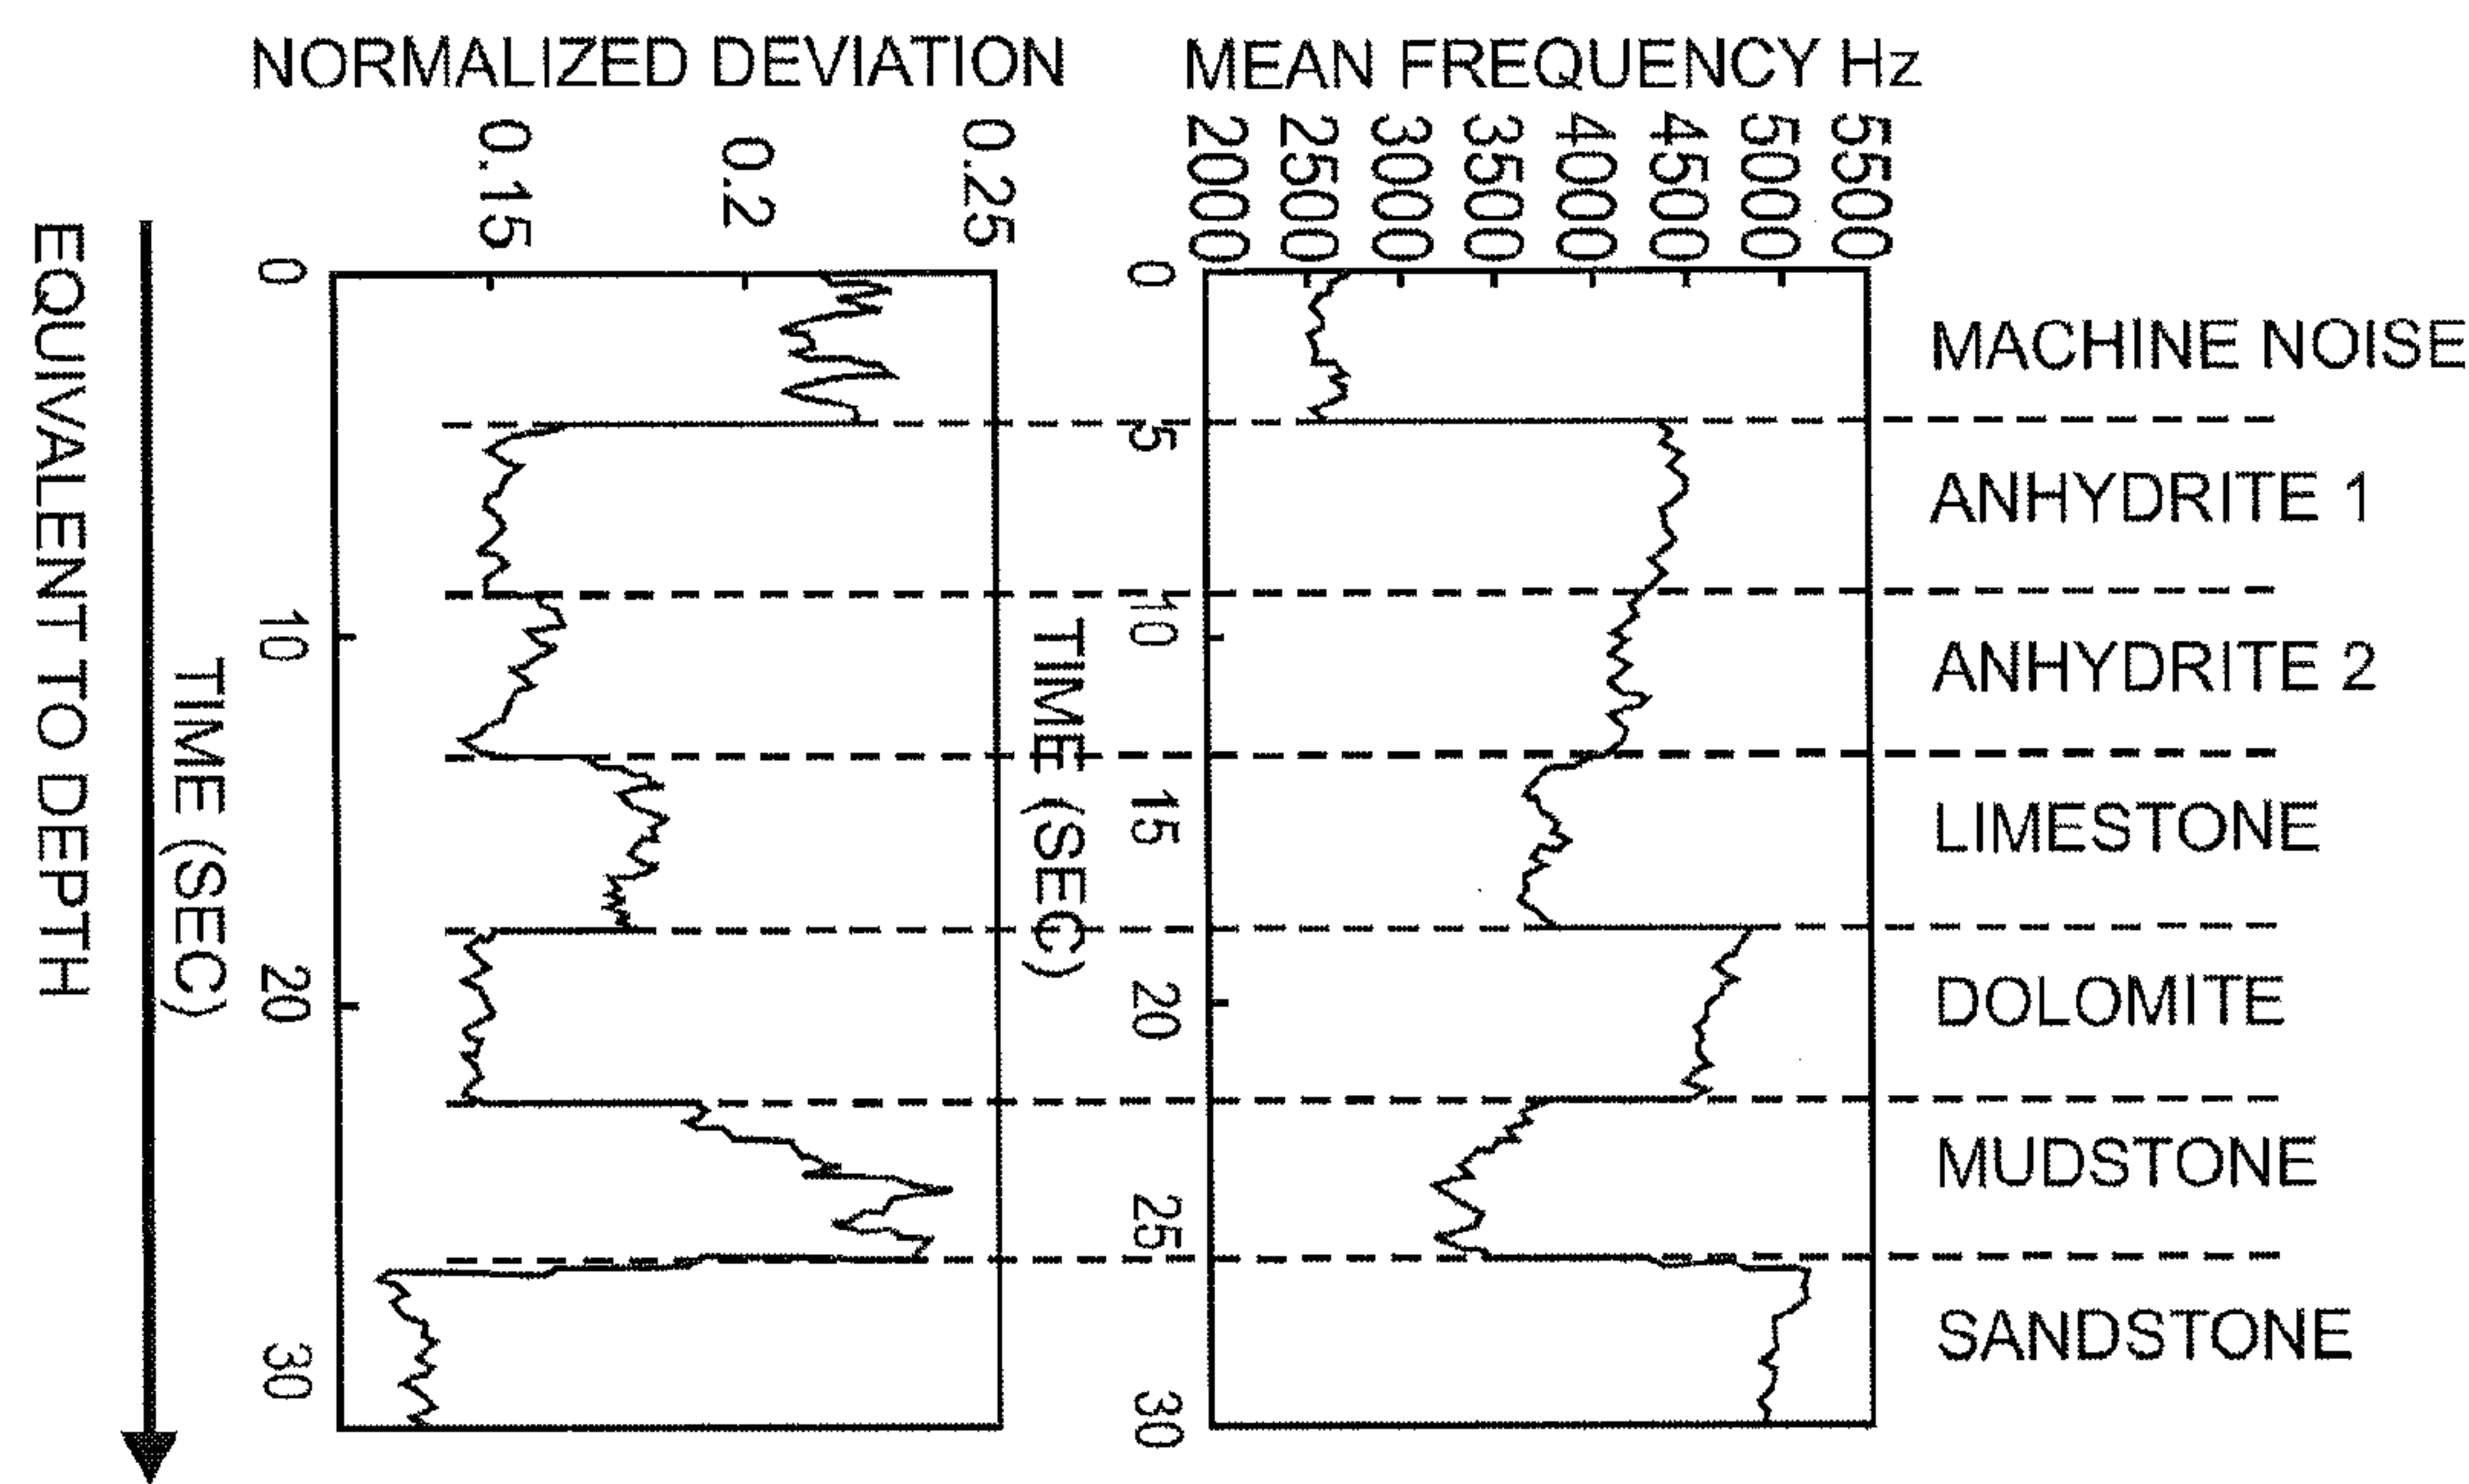 NORMALIZED DEVIATION
MEAN FREQUENCY Hz
0.15
0.2
0.25
2000
2500
3000
3500
4000
4500
5000
5500
EQUIVALENT TO DEPTH
TIME (SEC)
0
10
20
30
TIME (SEC)
0
5
10
15
20
25
30
MACHINE NOISE
ANHYDRITE 1
ANHYDRITE 2
LIMESTONE
DOLOMITE
MUDSTONE
SANDSTONE